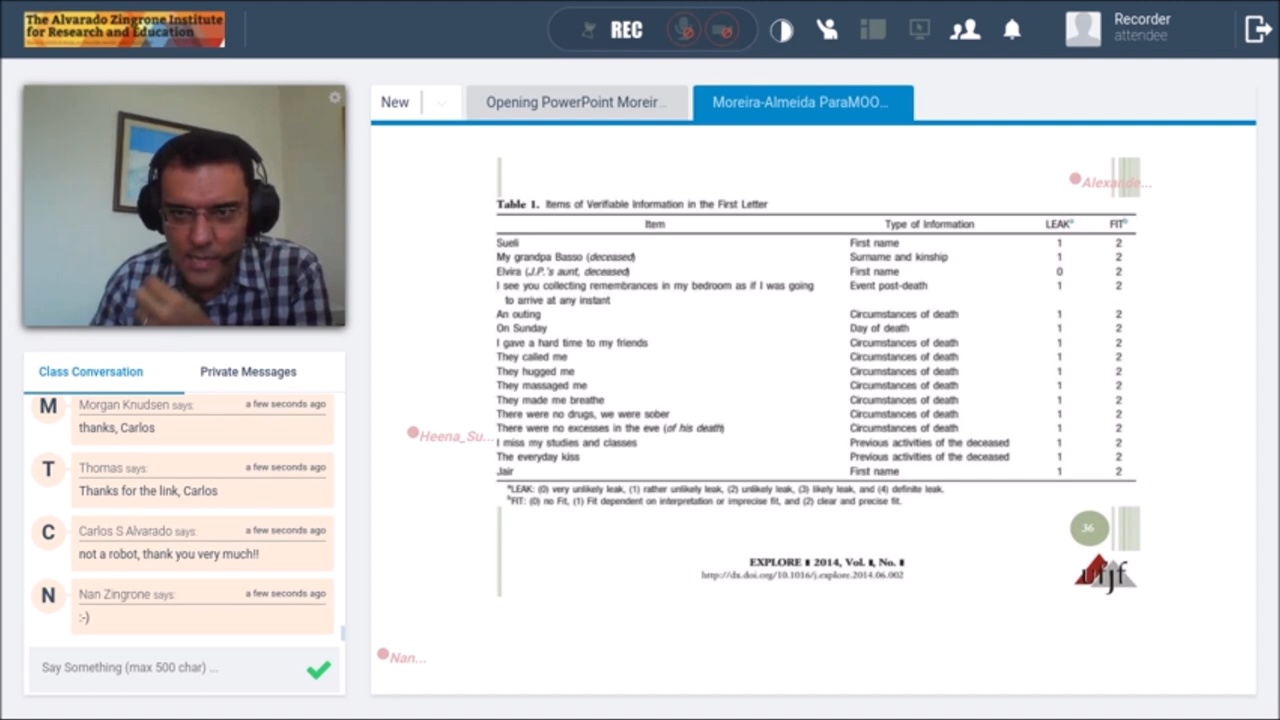 The Alvarado Zingrone Institute
for Research and Education
REC
Recorder
attendee
New
Opening PowerPoint Moreir...
Moreira-Almeida ParaMOO...
Alexande...
Table 1. Items of Verifiable Information in the First Letter
Item Type of Information LEAKa FITb
Sueli First name 1 2
My grandpa Basso (deceased) Surname and kinship 1 2
Elvira (J.P.'s aunt, deceased) First name 0 2
I see you collecting remembrances in my bedroom as if I was going Event post-death 1 2
to arrive at any instant
An outing Circumstances of death 1 2
On Sunday Day of death 1 2
I gave a hard time to my friends Circumstances of death 1 2
They called me Circumstances of death 1 2
They hugged me Circumstances of death 1 2
They massaged me Circumstances of death 1 2
They made me breathe Circumstances of death 1 2
There were no drugs, we were sober Circumstances of death 1 2
There were no excesses in the eve (of his death) Circumstances of death 1 2
Heena_Su...
I miss my studies and classes Previous activities of the deceased 1 2
The everyday kiss Previous activities of the deceased 1 2
Jair First name 1 2
aLEAK: (0) very unlikely leak, (1) rather unlikely leak, (2) unlikely leak, (3) likely leak, and (4) definite leak.
bFIT: (0) no Fit, (1) Fit dependent on interpretation or imprecise fit, and (2) clear and precise fit.
36
EXPLORE 2014, Vol. , No.
http://dx.doi.org/10.1016/j.explore.2014.06.002
ufjf
Nan...
Class Conversation
Private Messages
M
Morgan Knudsen says: a few seconds ago
thanks, Carlos
T
Thomas says: a few seconds ago
Thanks for the link, Carlos
C
Carlos S Alvarado says: a few seconds ago
not a robot, thank you very much!!
N
Nan Zingrone says: a few seconds ago
:-)
Say Something (max 500 char) ...